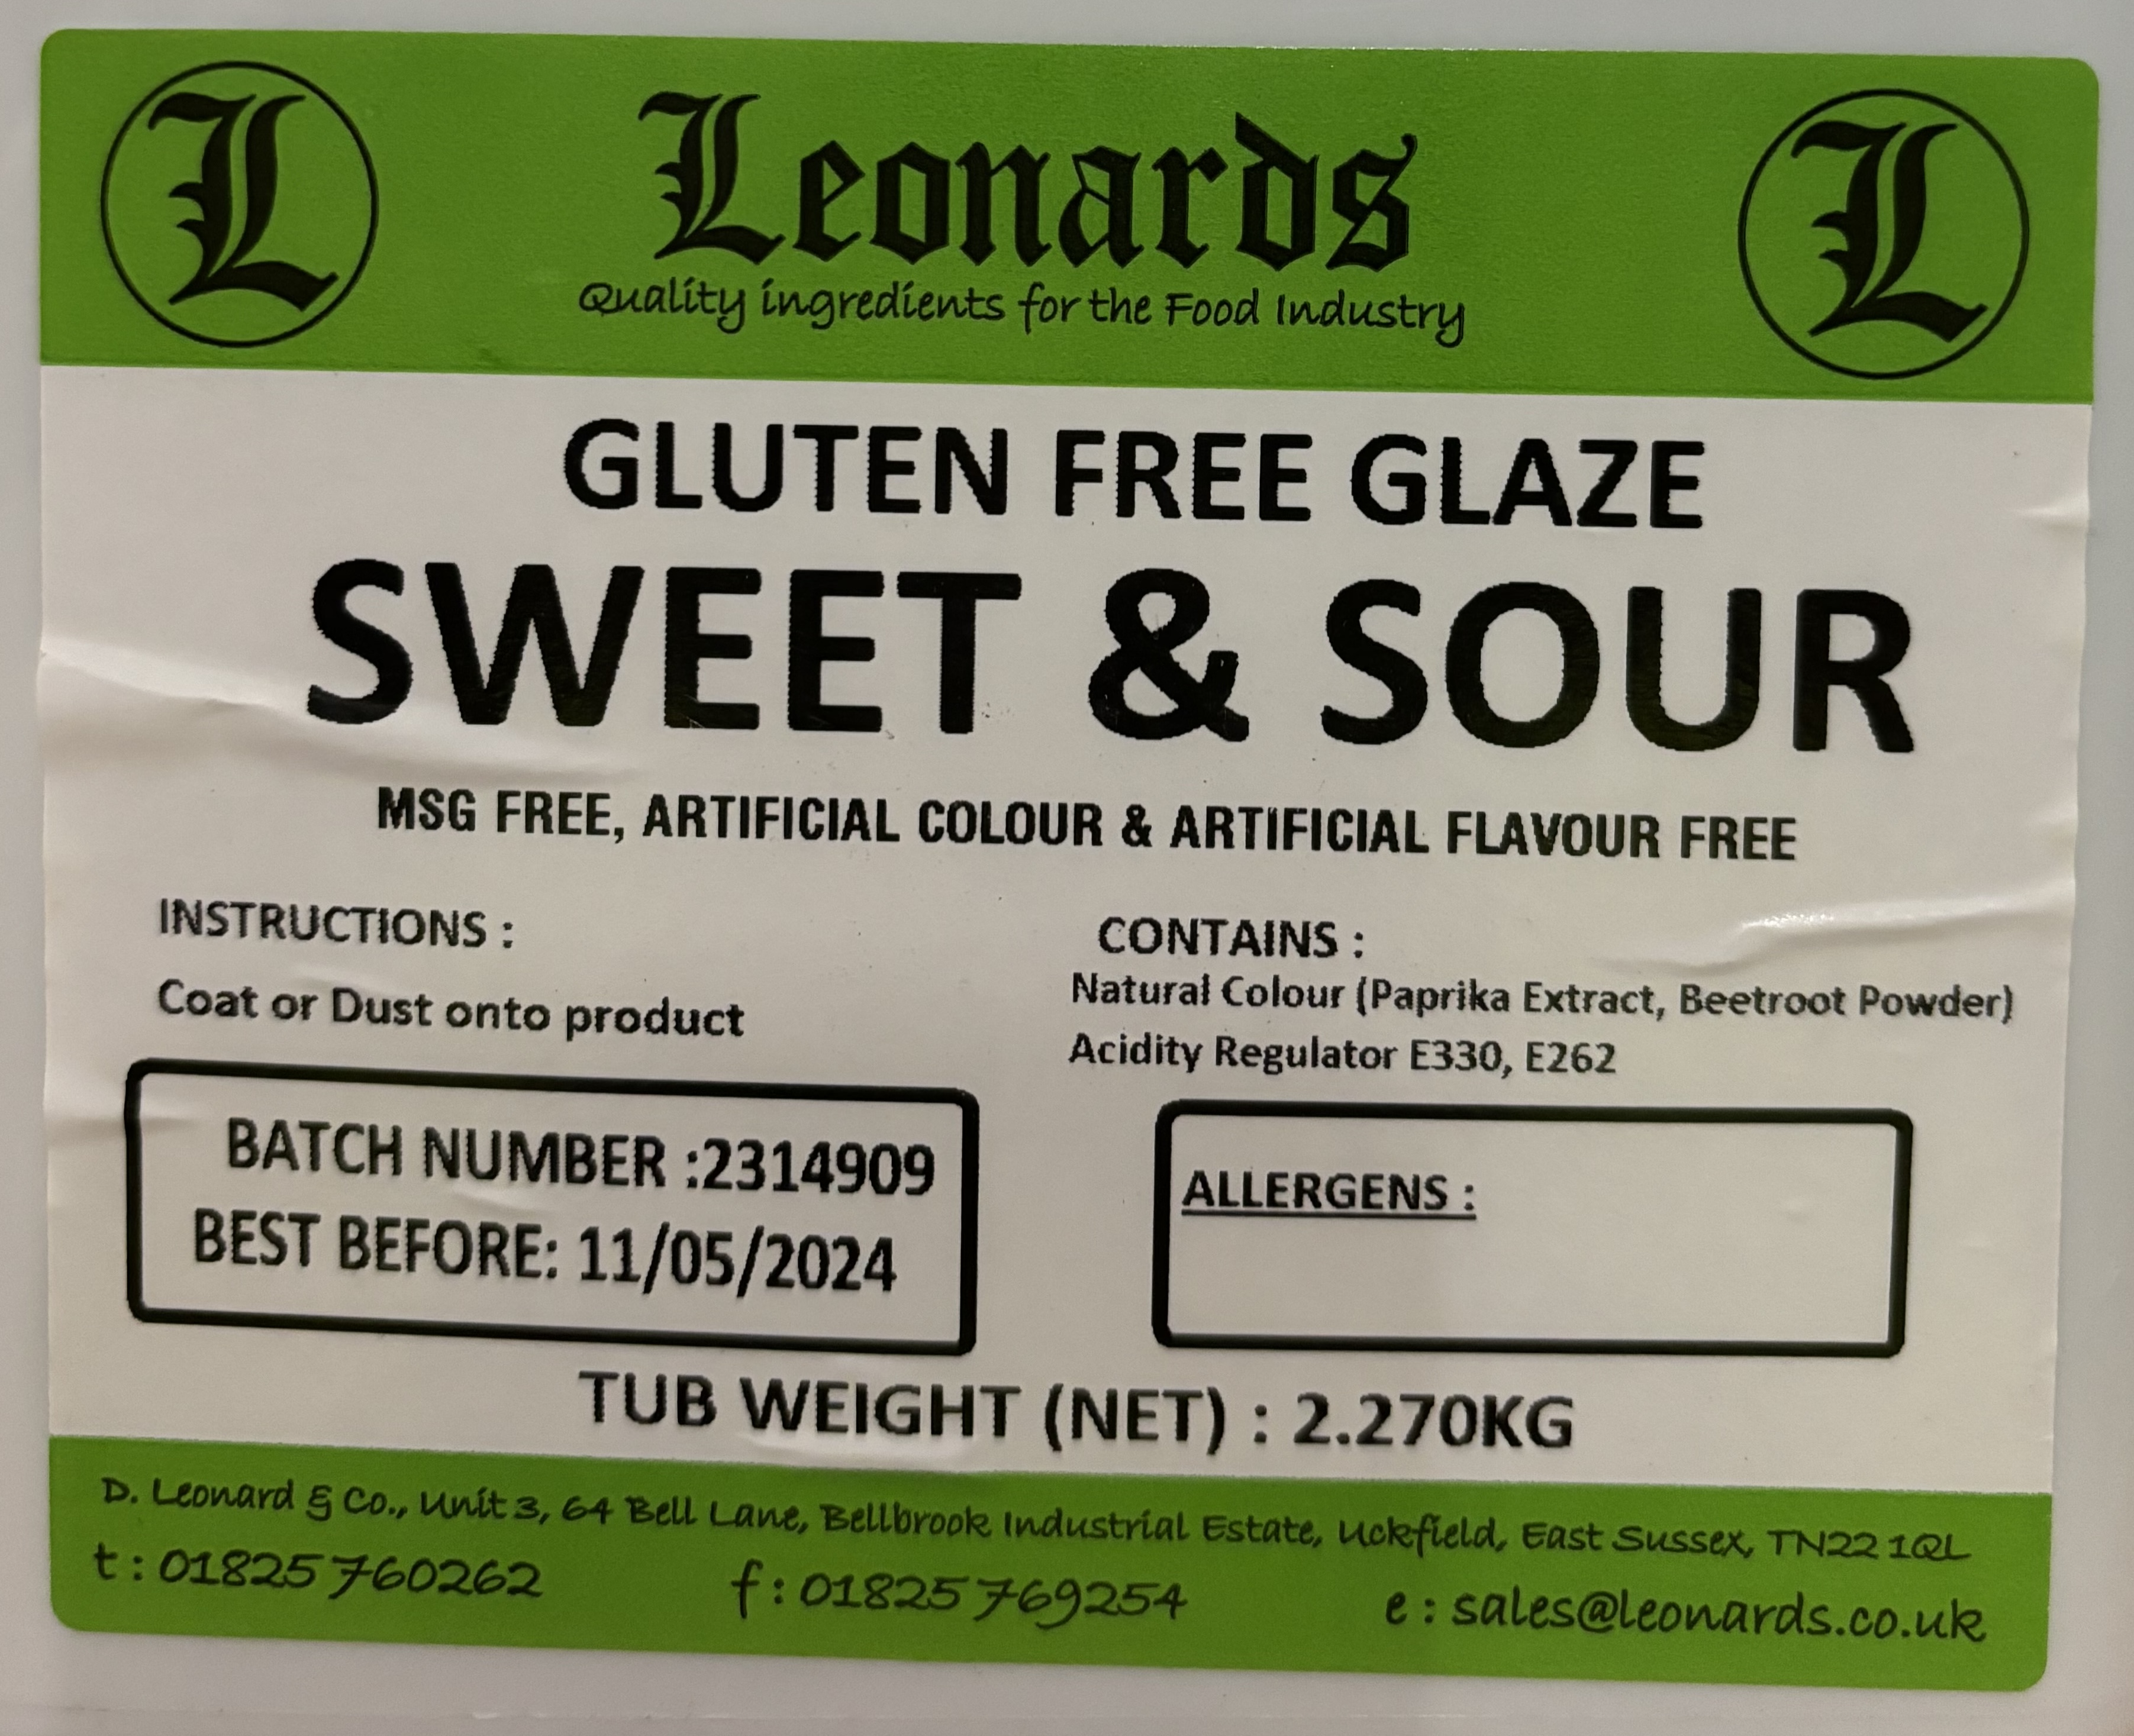 L
Leonards
L
Quality ingredients for the Food Industry
GLUTEN FREE GLAZE
SWEET & SOUR
MSG FREE, ARTIFICIAL COLOUR & ARTIFICIAL FLAVOUR FREE
INSTRUCTIONS :
Coat or Dust onto product
CONTAINS :
Natural Colour (Paprika Extract, Beetroot Powder)
Acidity Regulator E330, E262
BATCH NUMBER :2314909
BEST BEFORE: 11/05/2024
ALLERGENS :
TUB WEIGHT (NET) : 2.270KG
D. Leonard & Co., Unit 3, 64 Bell Lane, Bellbrook Industrial Estate, Uckfield, East Sussex, TN22 1QL
t : 01825 760262
f : 01825 769254
e : sales@leonards.co.uk